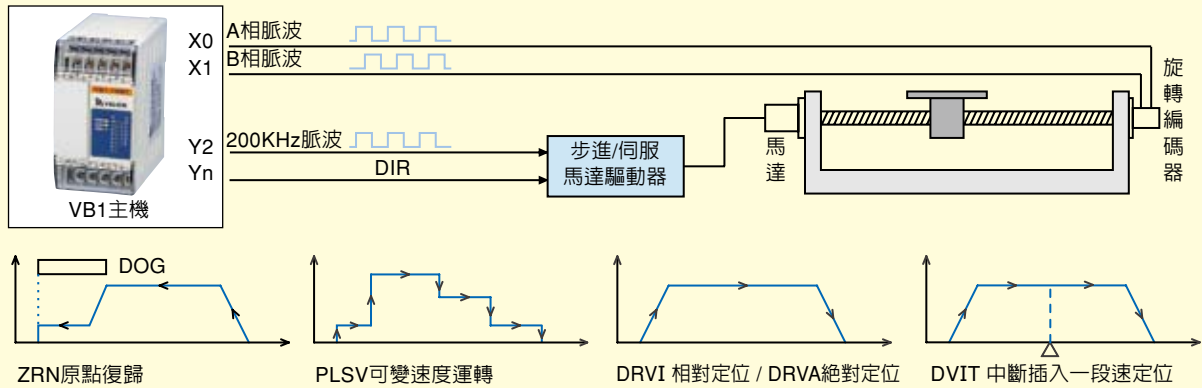 X0
A相脈波
X1
B相脈波
Y2
200KHz脈波
Yn
DIR
VB1主機
步進/伺服
馬達驅動器
馬達
旋轉編碼器
DOG
ZRN原點復歸
PLSV可變速度運轉
DRVI 相對定位 / DRVA絕對定位
DVIT 中斷插入一段速定位